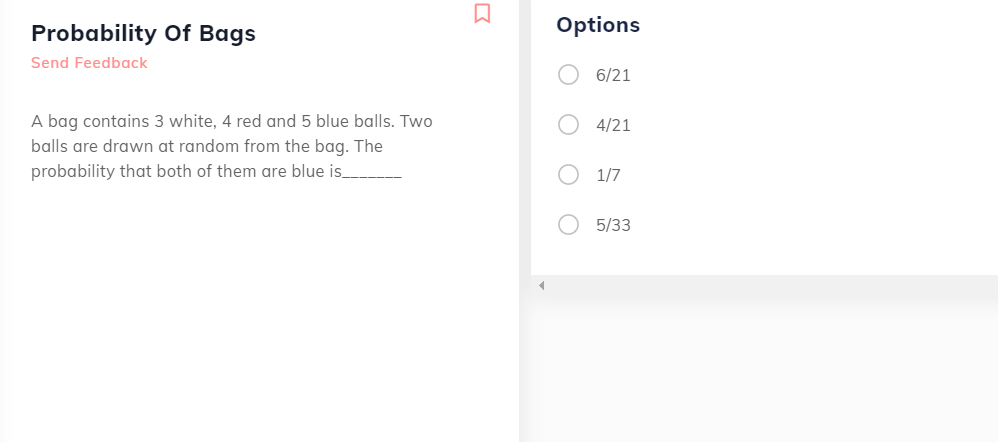 Probability Of Bags
Send Feedback
A bag contains 3 white, 4 red and 5 blue balls. Two
balls are drawn at random from the bag. The
probability that both of them are blue is_______
Options
6/21
4/21
1/7
5/33